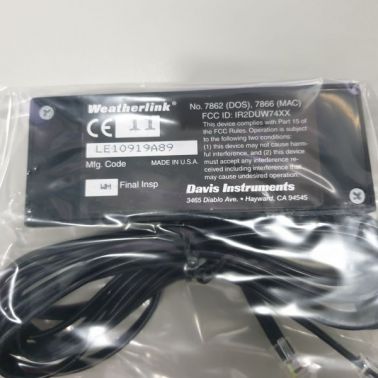 Weatherlink®
CE 11
LE10919A89
Mfg. Code MADE IN U.S.A.
WM Final Insp
No. 7862 (DOS), 7866 (MAC)
FCC ID: IR2DUW74XX
This device complies with Part 15 of
the FCC Rules. Operation is subject
to the following two conditions:
(1) this device may not cause harm-
ful interference, and (2) this device
must accept any interference re-
ceived including interference that
may cause undesired operation.
Davis Instruments
3465 Diablo Ave. • Hayward, CA 94545